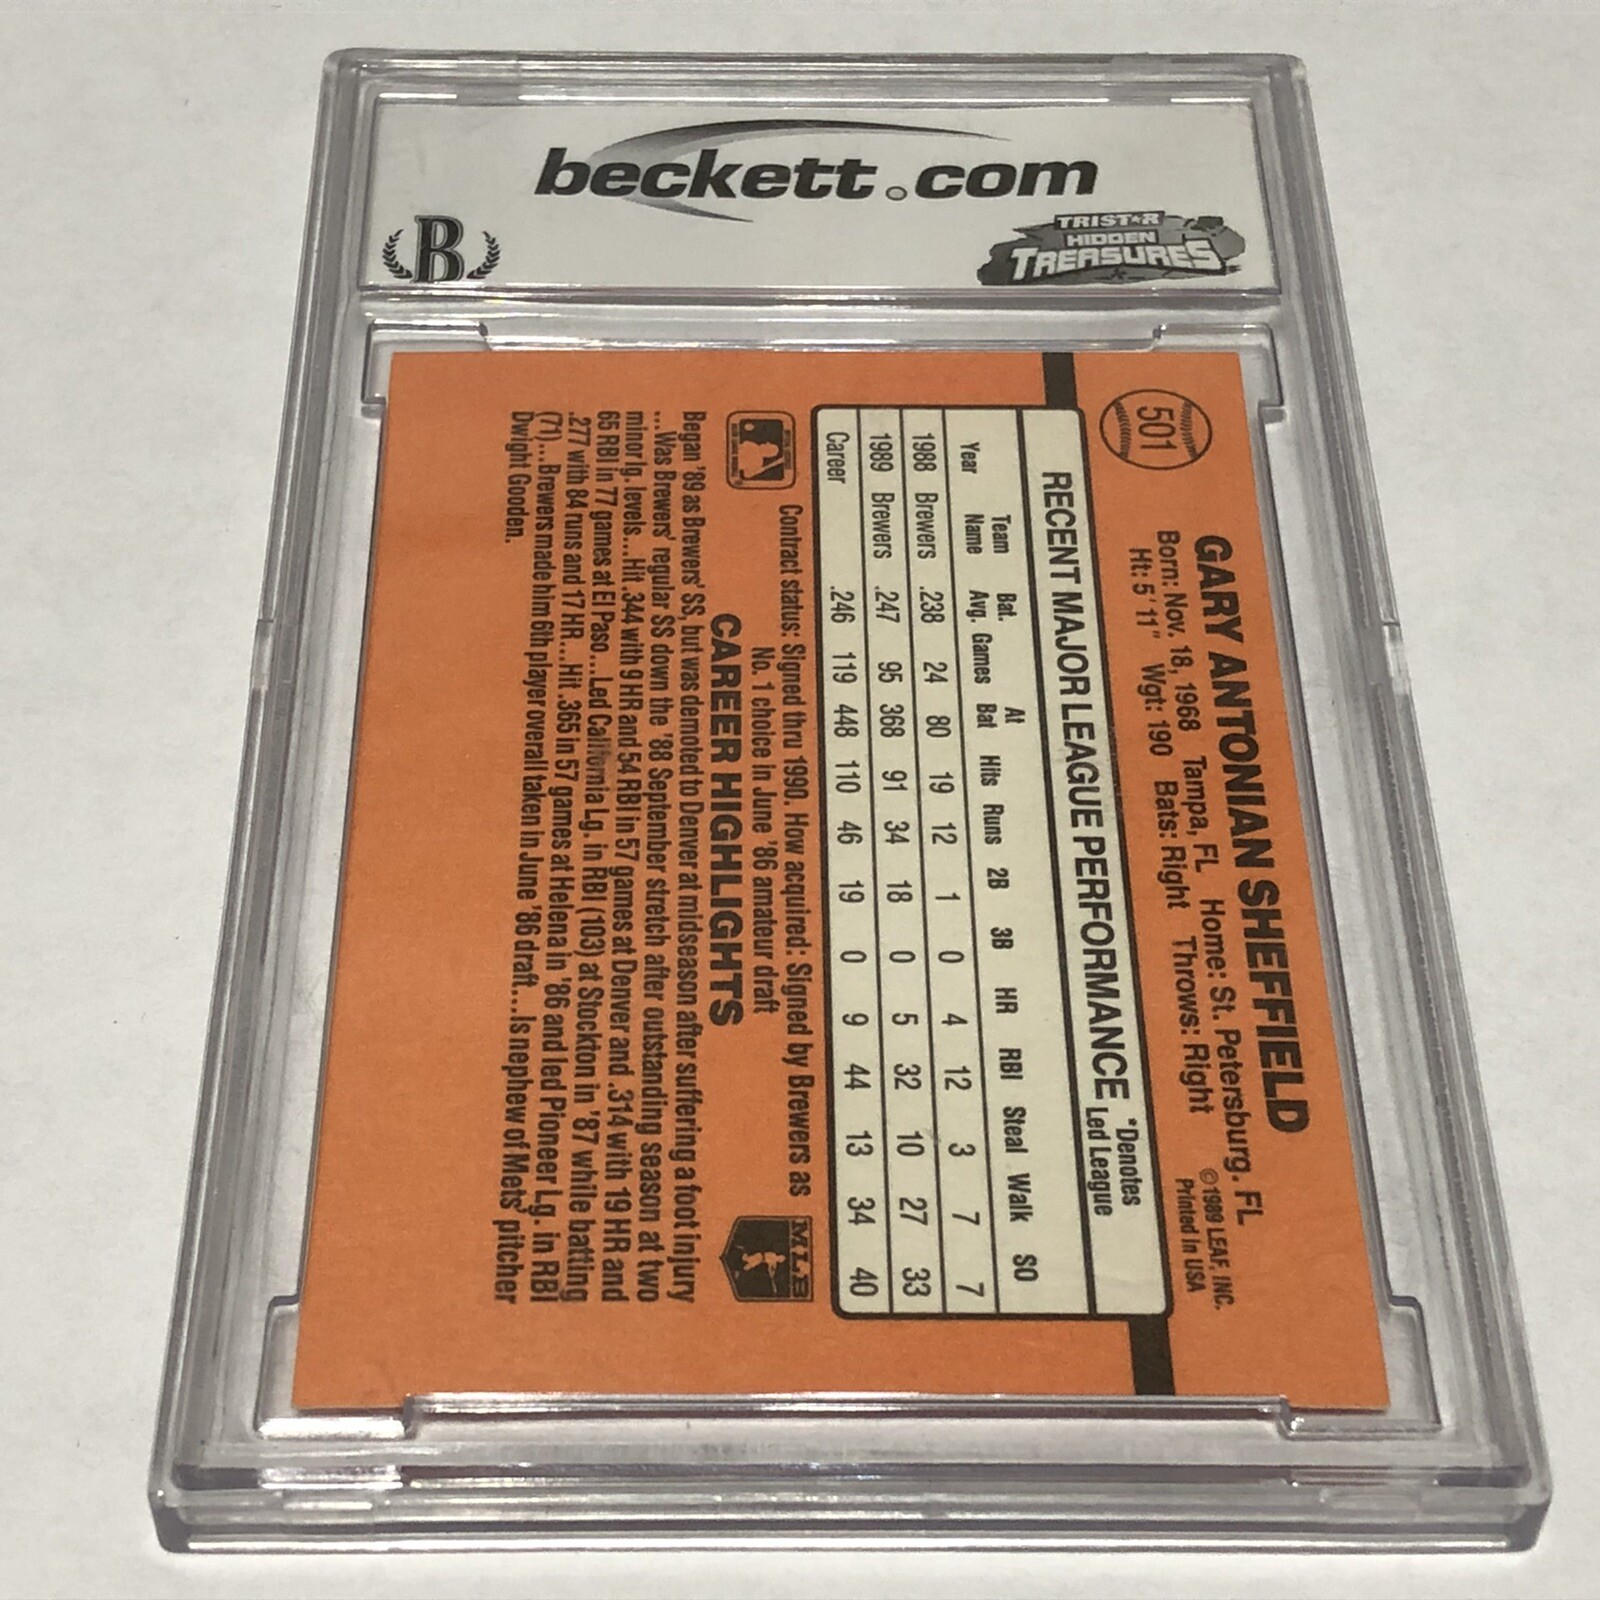 beckett.com
B
TRISTAR
HIDDEN
TREASURES
501
GARY ANTONIAN SHEFFIELD
Born: Nov. 18, 1968 Tampa, FL Home: St. Petersburg, FL
Ht: 5'11" Wgt: 190 Bats: Right Throws: Right
©1989 LEAF, INC.
Printed in USA
RECENT MAJOR LEAGUE PERFORMANCE *Denotes
Led League
Team Bat. At
Year Name Avg. Games Bat Hits Runs 2B 3B HR RBI Steal Walk SO
1988 Brewers .238 24 80 19 12 1 0 4 12 3 7 7
1989 Brewers .247 95 368 91 34 18 0 5 32 10 27 33
Career .246 119 448 110 46 19 0 9 44 13 34 40
Contract status: Signed thru 1990. How acquired: Signed by Brewers as
No. 1 choice in June '86 amateur draft
MLB
CAREER HIGHLIGHTS
Began '89 as Brewers' SS, but was demoted to Denver at midseason after suffering a foot injury
...Was Brewers' regular SS down the '88 September stretch after outstanding season at two
minor lg. levels...Hit .344 with 9 HR and 54 RBI in 57 games at Denver and .314 with 19 HR and
65 RBI in 77 games at El Paso...Led California Lg. in RBI (103) at Stockton in '87 while batting
.277 with 84 runs and 17 HR...Hit .365 in 57 games at Helena in '86 and led Pioneer Lg. in RBI
(71)...Brewers made him 6th player overall taken in June '86 draft...Is nephew of Mets' pitcher
Dwight Gooden.